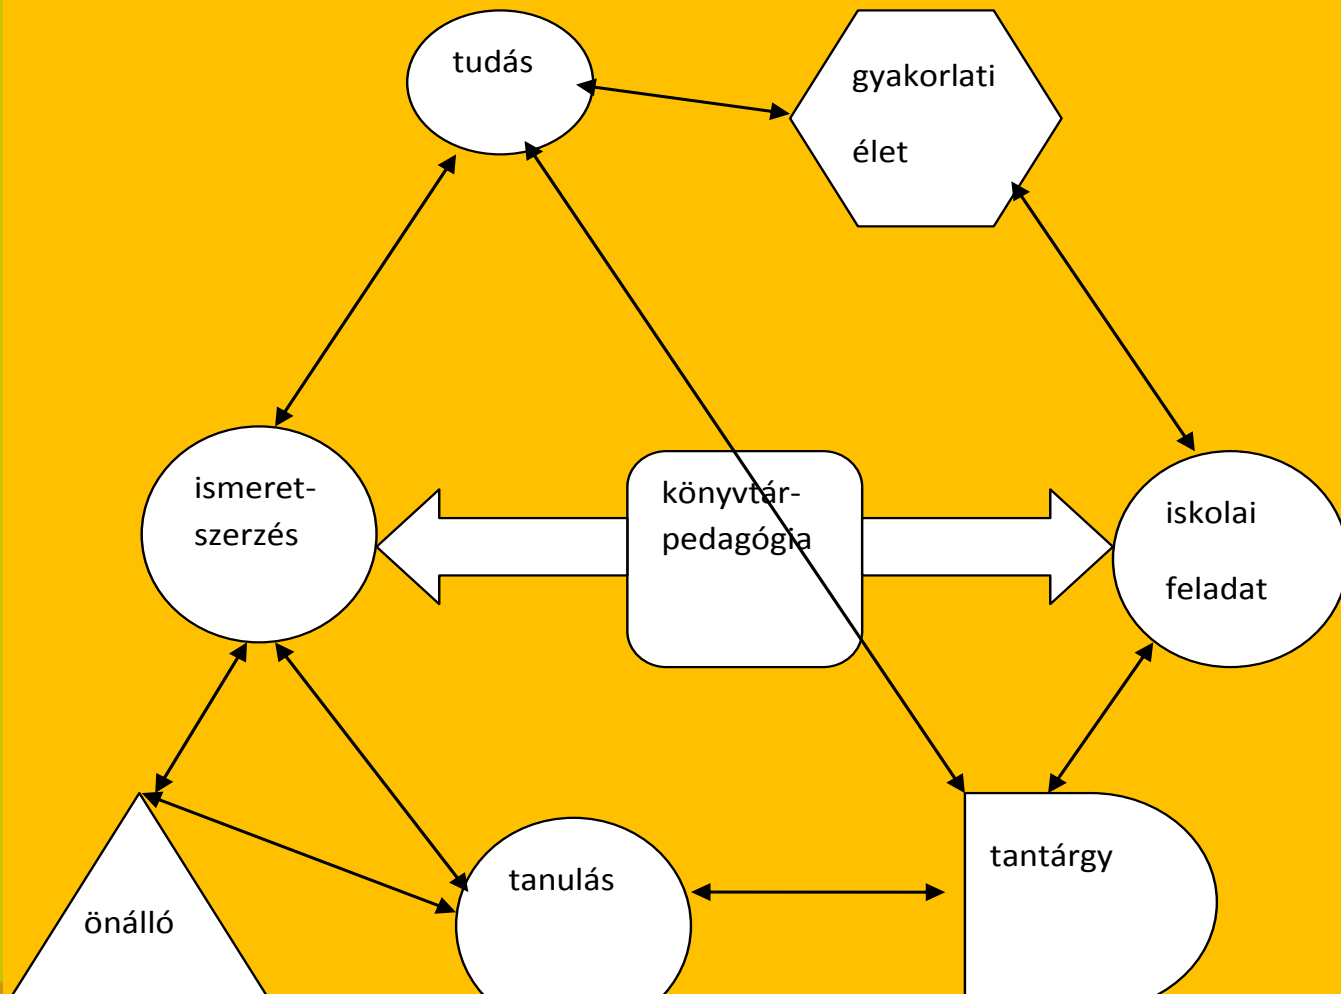 tudás
gyakorlati
élet
ismeret-
szerzés
könyvtár-
pedagógia
iskolai
feladat
önálló
tanulás
tantárgy